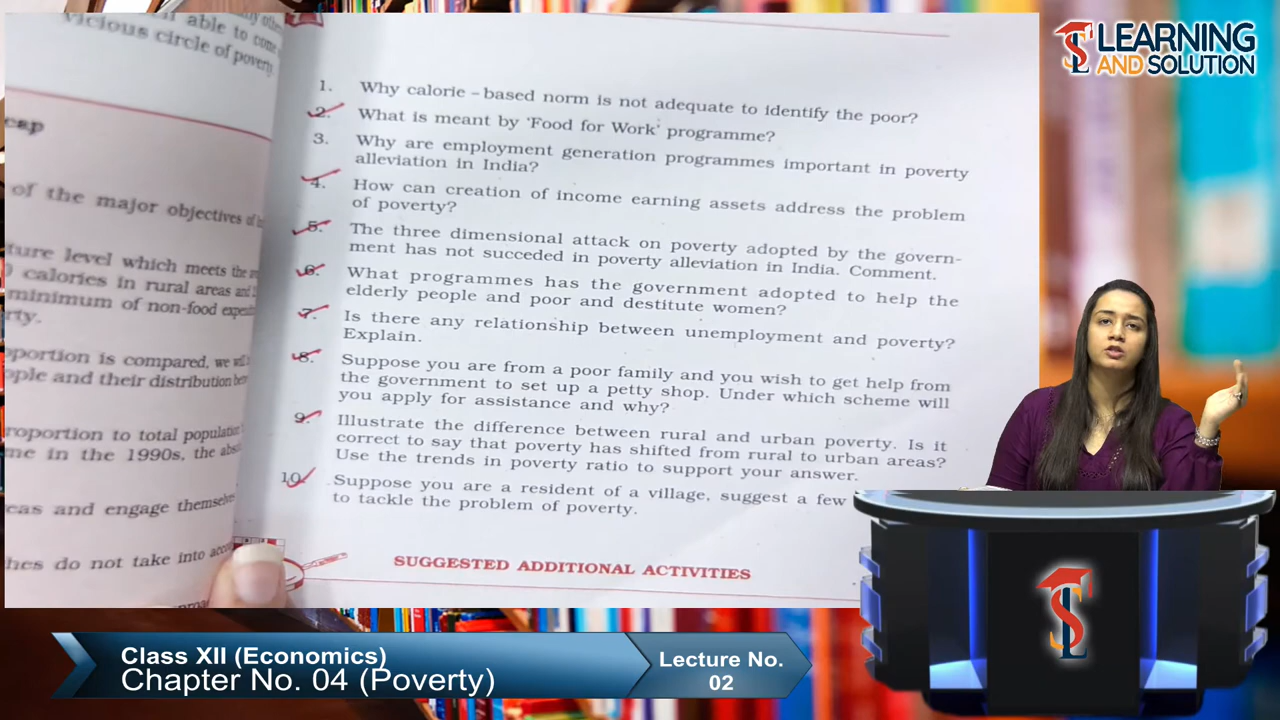 able to come
vicious circle of poverty
cap
of the major objectives of
ture level which meets the
calories in rural areas and
minimum of non-food
rty.
oportion is compared, we will
ople and their distribution
roportion to total population
me in the 1990s, the
eas and engage themselves
hes do not take into
1. Why calorie – based norm is not adequate to identify the poor?
2. What is meant by 'Food for Work' programme?
3. Why are employment generation programmes important in poverty
alleviation in India?
4. How can creation of income earning assets address the problem
of poverty?
5. The three dimensional attack on poverty adopted by the govern-
ment has not succeded in poverty alleviation in India. Comment.
6. What programmes has the government adopted to help the
elderly people and poor and destitute women?
7. Is there any relationship between unemployment and poverty?
Explain.
8. Suppose you are from a poor family and you wish to get help from
the government to set up a petty shop. Under which scheme will
you apply for assistance and why?
9. Illustrate the difference between rural and urban poverty. Is it
correct to say that poverty has shifted from rural to urban areas?
Use the trends in poverty ratio to support your answer.
10. Suppose you are a resident of a village, suggest a few
to tackle the problem of poverty.
SUGGESTED ADDITIONAL ACTIVITIES
LEARNING
AND SOLUTION
Class XII (Economics)
Chapter No. 04 (Poverty)
Lecture No.
02